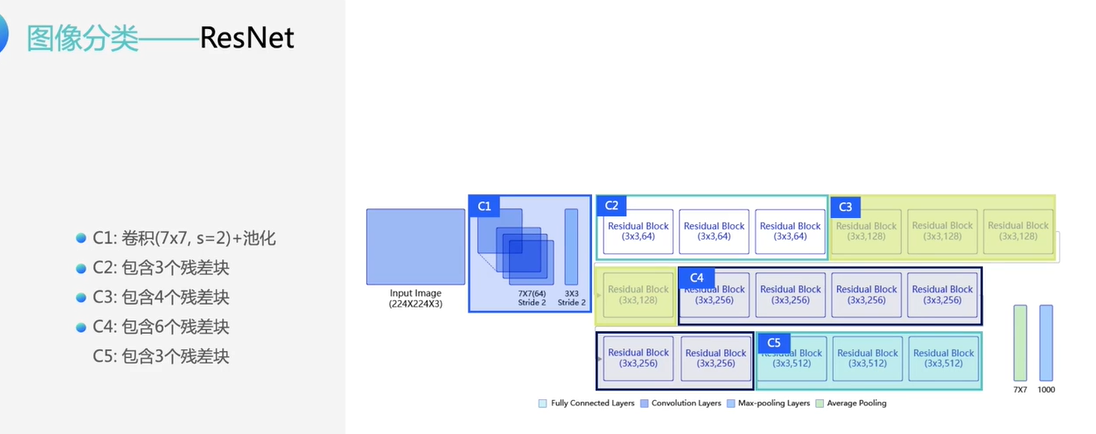 图像分类——ResNet
C1: 卷积(7x7, s=2)+池化
C2: 包含3个残差块
C3: 包含4个残差块
C4: 包含6个残差块
C5: 包含3个残差块
Input Image
(224X224X3)
C1
7X7(64)
Stride 2
3X3
Stride 2
C2
Residual Block
(3x3,64)
Residual Block
(3x3,64)
Residual Block
(3x3,64)
C3
Residual Block
(3x3,128)
Residual Block
(3x3,128)
Residual Block
(3x3,128)
Residual Block
(3x3,128)
C4
Residual Block
(3x3,256)
Residual Block
(3x3,256)
Residual Block
(3x3,256)
Residual Block
(3x3,256)
Residual Block
(3x3,256)
Residual Block
(3x3,256)
C5
Residual Block
(3x3,512)
Residual Block
(3x3,512)
Residual Block
(3x3,512)
7X7
1000
Fully Connected Layers
Convolution Layers
Max-pooling Layers
Average Pooling